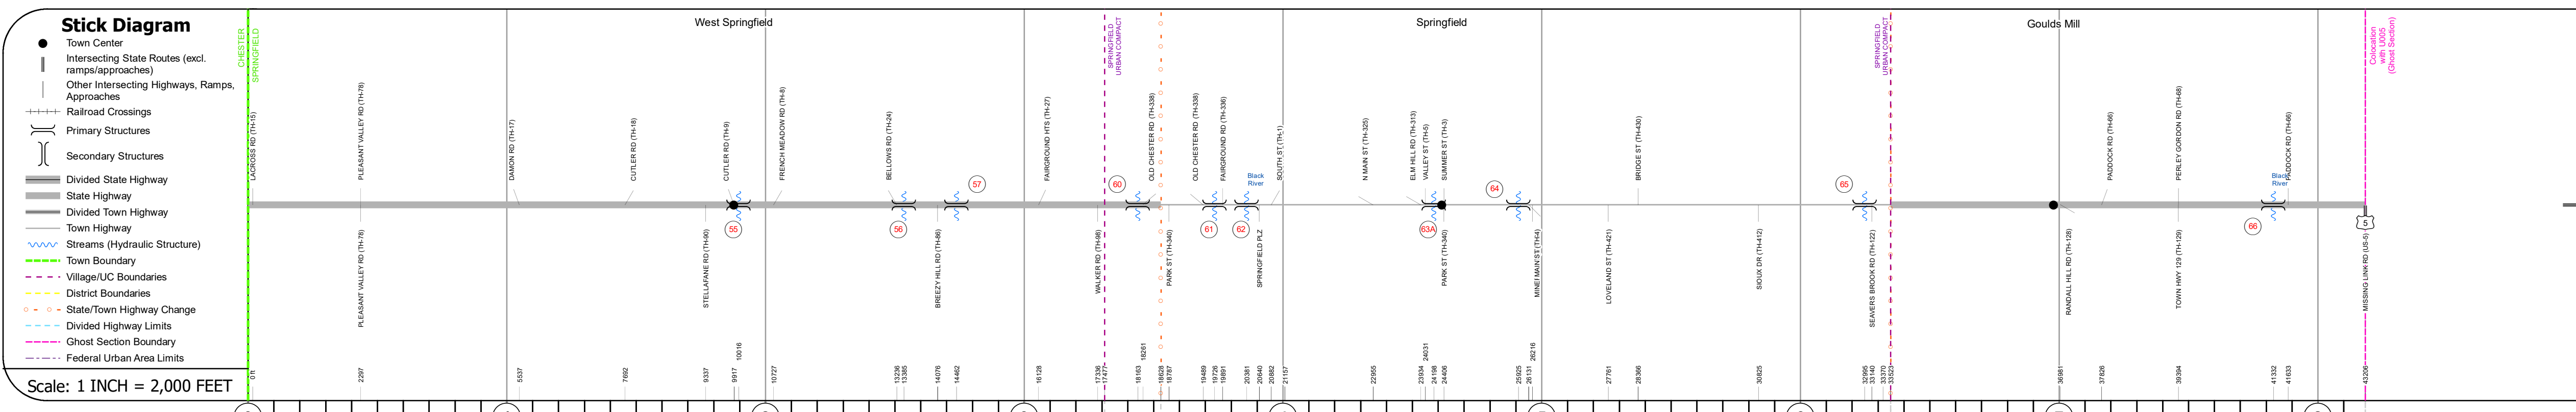 Stick Diagram
Town Center
Intersecting State Routes (excl.
ramps/approaches)
Other Intersecting Highways, Ramps,
Approaches
Railroad Crossings
Primary Structures
Secondary Structures
Divided State Highway
State Highway
Divided Town Highway
Town Highway
Streams (Hydraulic Structure)
Town Boundary
Village/UC Boundaries
District Boundaries
State/Town Highway Change
Divided Highway Limits
Ghost Section Boundary
Federal Urban Area Limits
Scale: 1 INCH = 2,000 FEET
CHESTER
SPRINGFIELD
West Springfield
SPRINGFIELD
URBAN COMPACT
Springfield
SPRINGFIELD
URBAN COMPACT
Goulds Mill
Colocation
with U005
(Ghost Section)
LACROSS RD (TH-15)
PLEASANT VALLEY RD (TH-78)
DAMON RD (TH-17)
CUTLER RD (TH-18)
CUTLER RD (TH-9)
FRENCH MEADOW RD (TH-8)
BELLOWS RD (TH-24)
FAIRGROUND HTS (TH-27)
OLD CHESTER RD (TH-338)
OLD CHESTER RD (TH-338)
FAIRGROUND RD (TH-336)
SOUTH ST (TH-1)
N MAIN ST (TH-325)
ELM HILL RD (TH-313)
VALLEY ST (TH-5)
SUMMER ST (TH-3)
BRIDGE ST (TH-430)
PADDOCK RD (TH-66)
PERLEY GORDON RD (TH-68)
PADDOCK RD (TH-66)
57
60
Black
River
64
65
Black
River
55
56
61
62
63A
66
5
PLEASANT VALLEY RD (TH-78)
STELLAFANE RD (TH-90)
BREEZY HILL RD (TH-86)
WALKER RD (TH-98)
PARK ST (TH-340)
SPRINGFIELD PLZ
PARK ST (TH-340)
MINERI MAIN ST (TH-4)
LOVELAND ST (TH-421)
SIOUX DR (TH-412)
SEAVERS BROOK RD (TH-122)
RANDALL HILL RD (TH-128)
TOWN HWY 129 (TH-129)
MISSING LINK RD (US-5)
0 ft
2297
5537
7692
9337
9917
10016
10727
13236
13385
14076
14462
16128
17336
17477
18163
18261
18628
18787
19489
19726
19891
20381
20640
20882
21157
22955
23934
24031
24198
24406
25925
26131
26216
27761
28366
30825
32995
33140
33370
33523
36981
37826
39394
41332
41633
43206